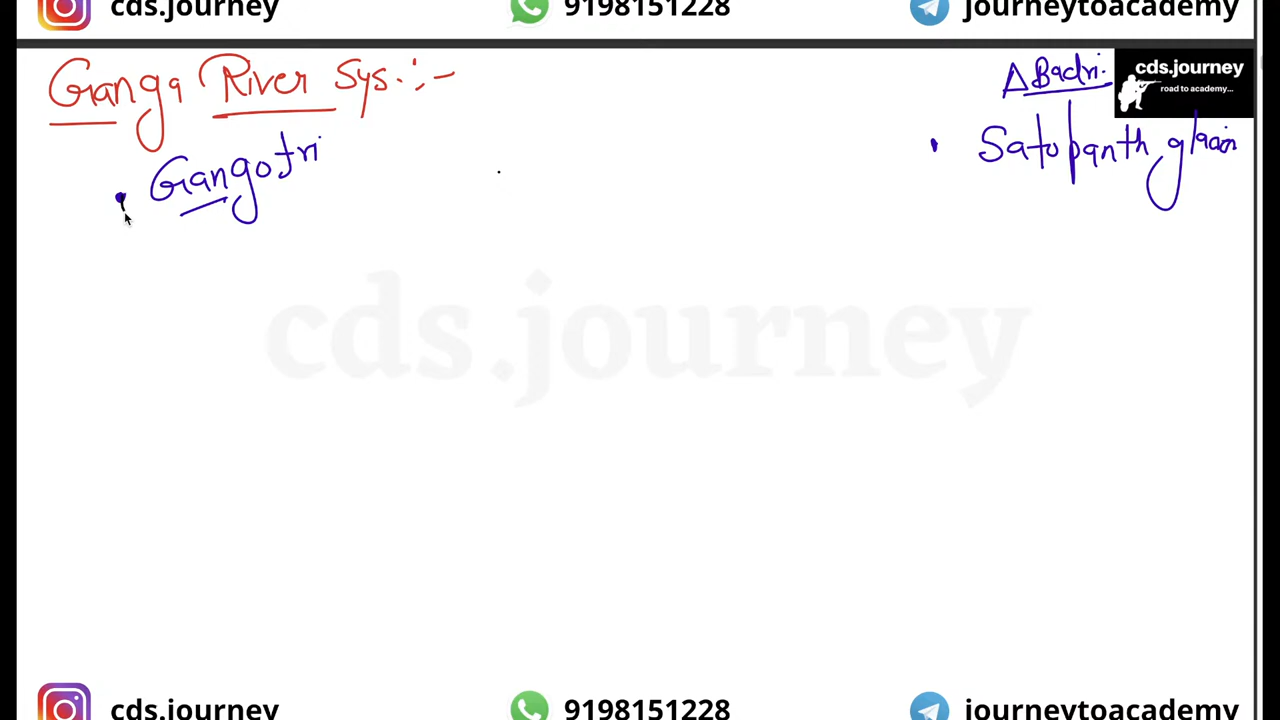 cds.journey
9198151228
journeytoacademy
Ganga River Sys.:-
Δ Badri.
cds.journey
road to academy...
• Gangotri
• Satopanth
cds.journey
cds.journey
9198151228
journeytoacademy